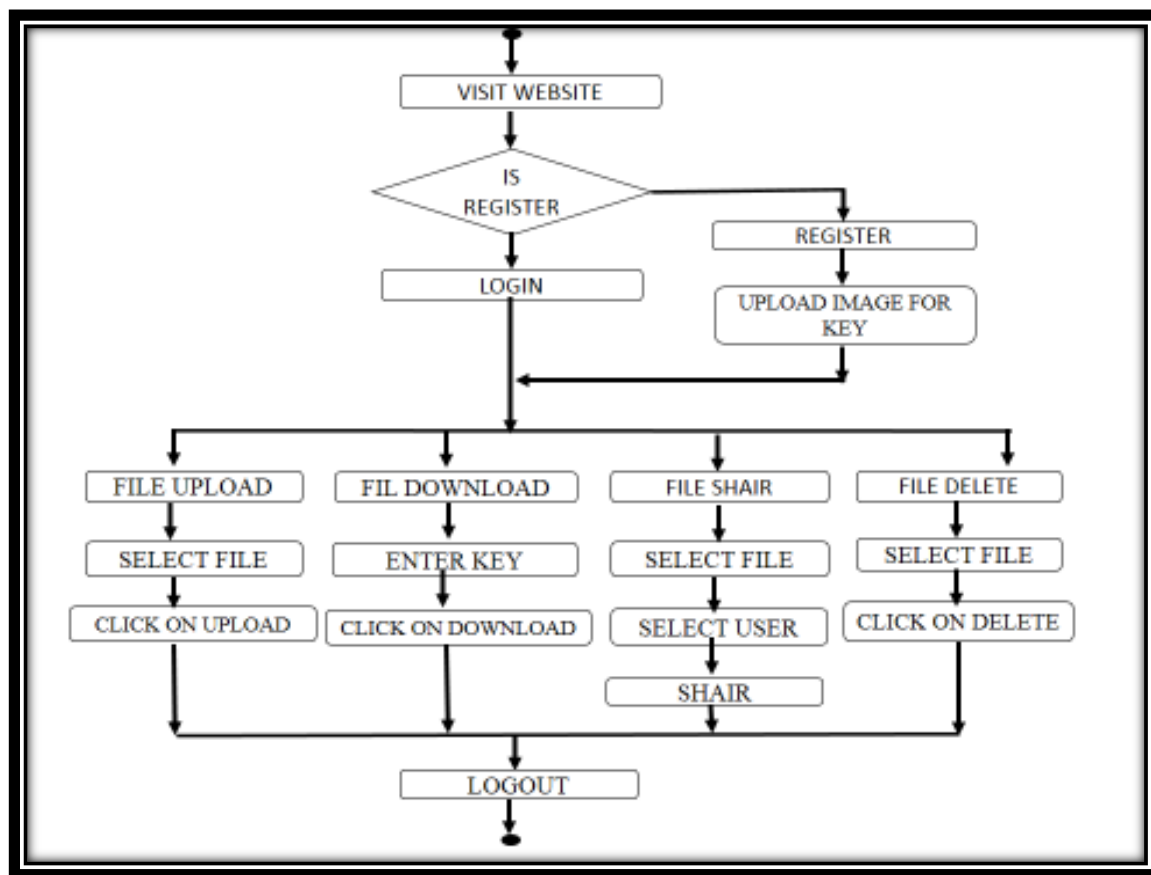 VISIT WEBSITE
IS
REGISTER
REGISTER
LOGIN
UPLOAD IMAGE FOR
KEY
FILE UPLOAD
FIL DOWNLOAD
FILE SHAIR
FILE DELETE
SELECT FILE
ENTER KEY
SELECT FILE
SELECT FILE
CLICK ON UPLOAD
CLICK ON DOWNLOAD
SELECT USER
CLICK ON DELETE
SHAIR
LOGOUT